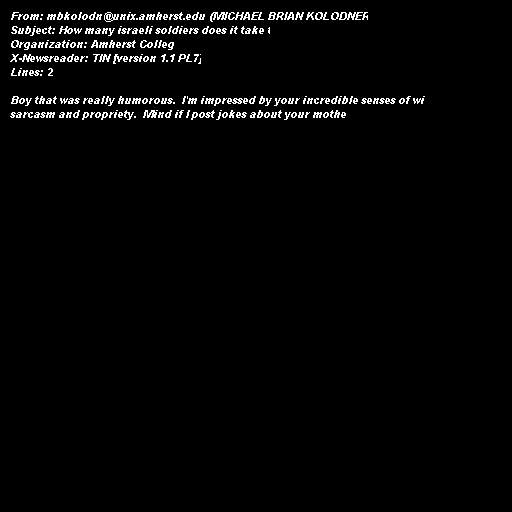 From: mbkolodn@unix.amherst.edu (MICHAEL BRIAN KOLODNER
Subject: How many israeli soldiers does it take t
Organization: Amherst Colleg
X-Newsreader: TIN [version 1.1 PL7]
Lines: 2

Boy that was really humorous.  I'm impressed by your incredible senses of wi
sarcasm and propriety.  Mind if I post jokes about your mothe